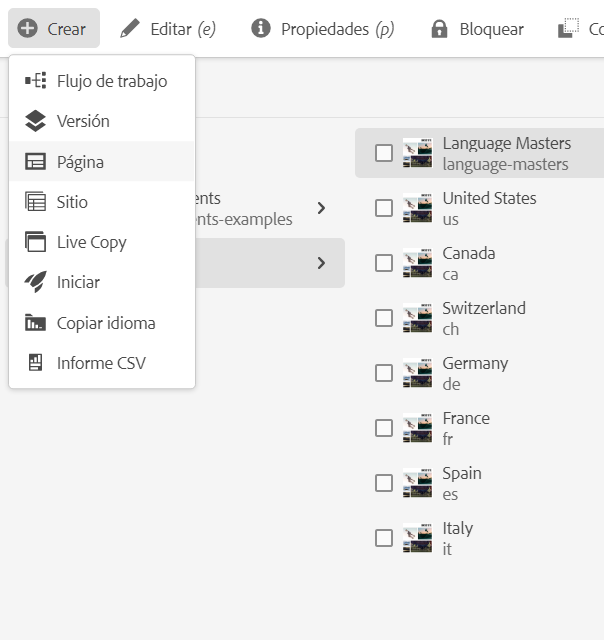 Crear
Editar (e)
Propiedades (p)
Bloquear
Flujo de trabajo
Versión
Página
Sitio
Live Copy
Iniciar
Copiar idioma
Informe CSV
ents
ents-examples
Language Masters
language-masters
United States
us
Canada
ca
Switzerland
ch
Germany
de
France
fr
Spain
es
Italy
it